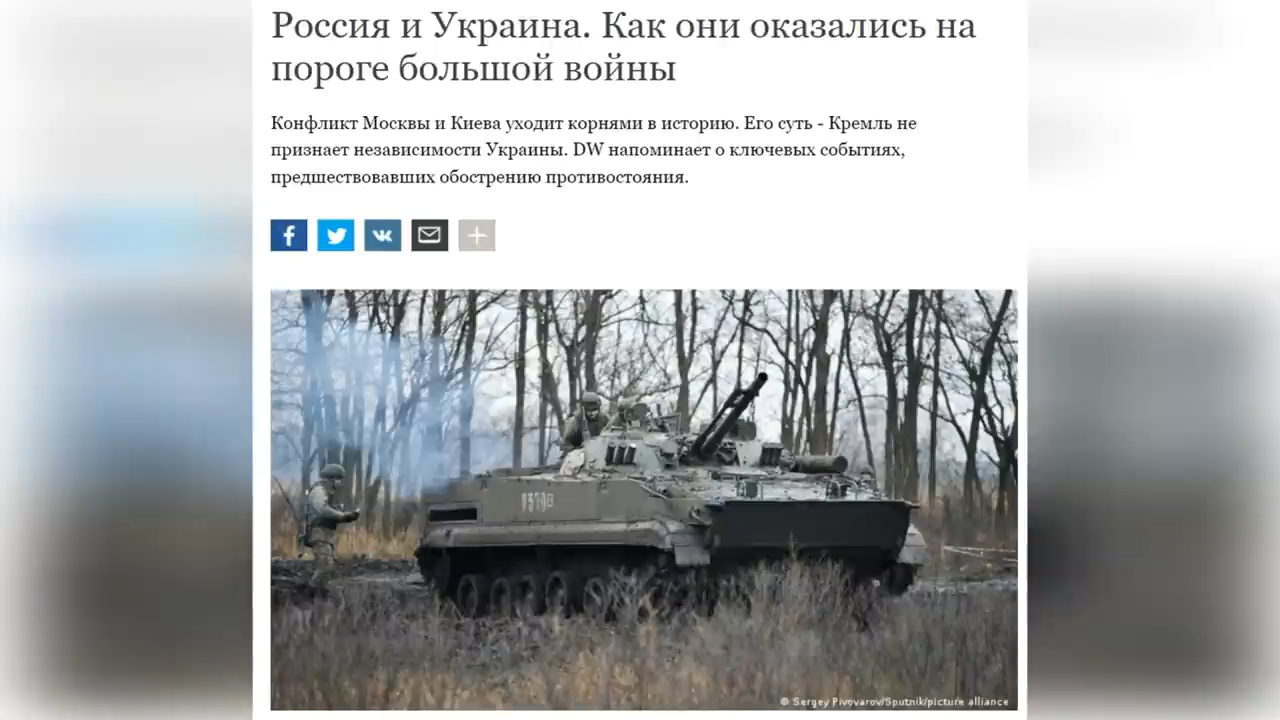 Россия и Украина. Как они оказались на
пороге большой войны
Конфликт Москвы и Киева уходит корнями в историю. Его суть - Кремль не
признает независимости Украины. DW напоминает о ключевых событиях,
предшествовавших обострению противостояния.
© Sergey Pivovarov/Sputnik/picture alliance